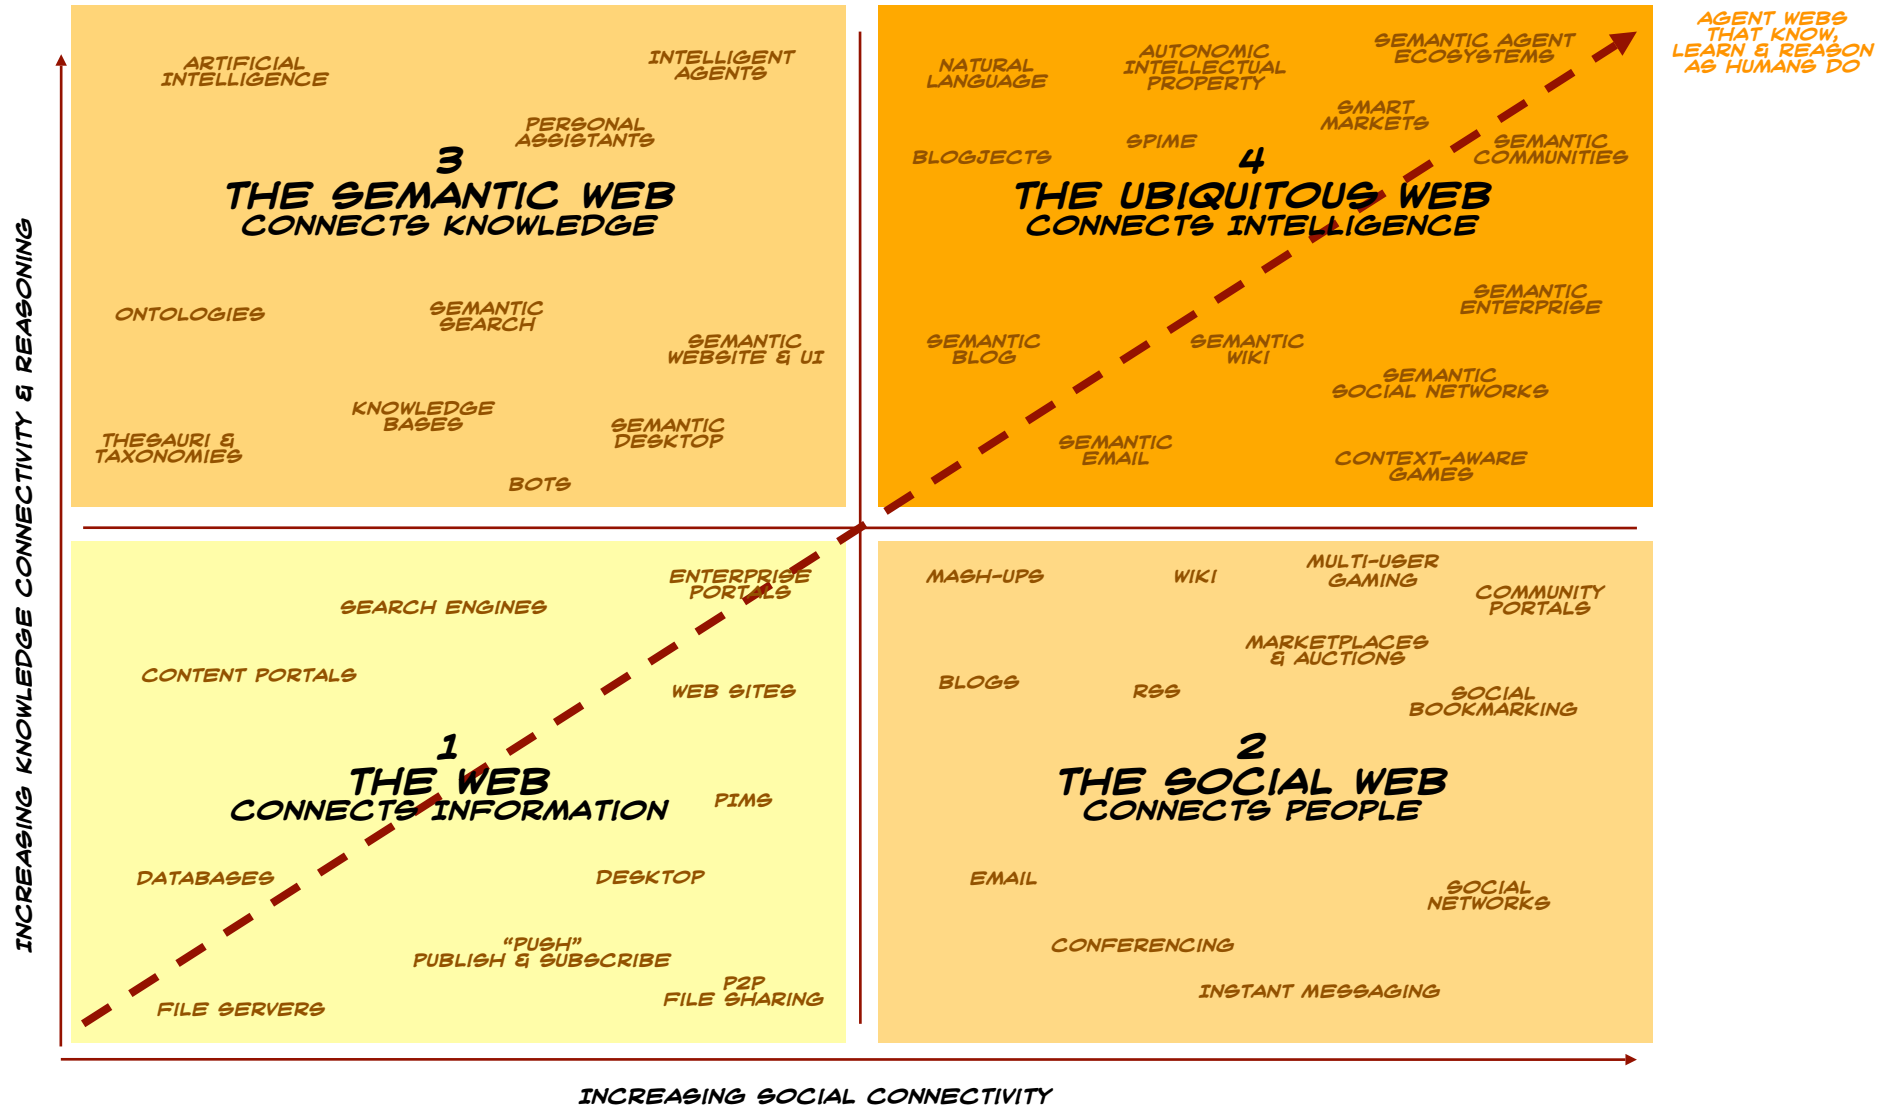 AGENT WEBS
THAT KNOW,
LEARN & REASON
AS HUMANS DO
INCREASING KNOWLEDGE CONNECTIVITY & REASONING
ARTIFICIAL
INTELLIGENCE
INTELLIGENT
AGENTS
PERSONAL
ASSISTANTS
3
THE SEMANTIC WEB
CONNECTS KNOWLEDGE
ONTOLOGIES
SEMANTIC
SEARCH
SEMANTIC
WEBSITE & UI
KNOWLEDGE
BASES
SEMANTIC
DESKTOP
THESAURI &
TAXONOMIES
BOTS
NATURAL
LANGUAGE
AUTONOMIC
INTELLECTUAL
PROPERTY
SEMANTIC AGENT
ECOSYSTEMS
SMART
MARKETS
SPIME
BLOGJECTS
SEMANTIC
COMMUNITIES
4
THE UBIQUITOUS WEB
CONNECTS INTELLIGENCE
SEMANTIC
ENTERPRISE
SEMANTIC
BLOG
SEMANTIC
WIKI
SEMANTIC
SOCIAL NETWORKS
SEMANTIC
EMAIL
CONTEXT-AWARE
GAMES
ENTERPRISE
PORTALS
SEARCH ENGINES
CONTENT PORTALS
WEB SITES
1
THE WEB
CONNECTS INFORMATION
PIMS
DATABASES
DESKTOP
“PUSH”
PUBLISH & SUBSCRIBE
P2P
FILE SHARING
FILE SERVERS
MASH-UPS
WIKI
MULTI-USER
GAMING
COMMUNITY
PORTALS
MARKETPLACES
& AUCTIONS
BLOGS
RSS
SOCIAL
BOOKMARKING
2
THE SOCIAL WEB
CONNECTS PEOPLE
EMAIL
SOCIAL
NETWORKS
CONFERENCING
INSTANT MESSAGING
INCREASING SOCIAL CONNECTIVITY